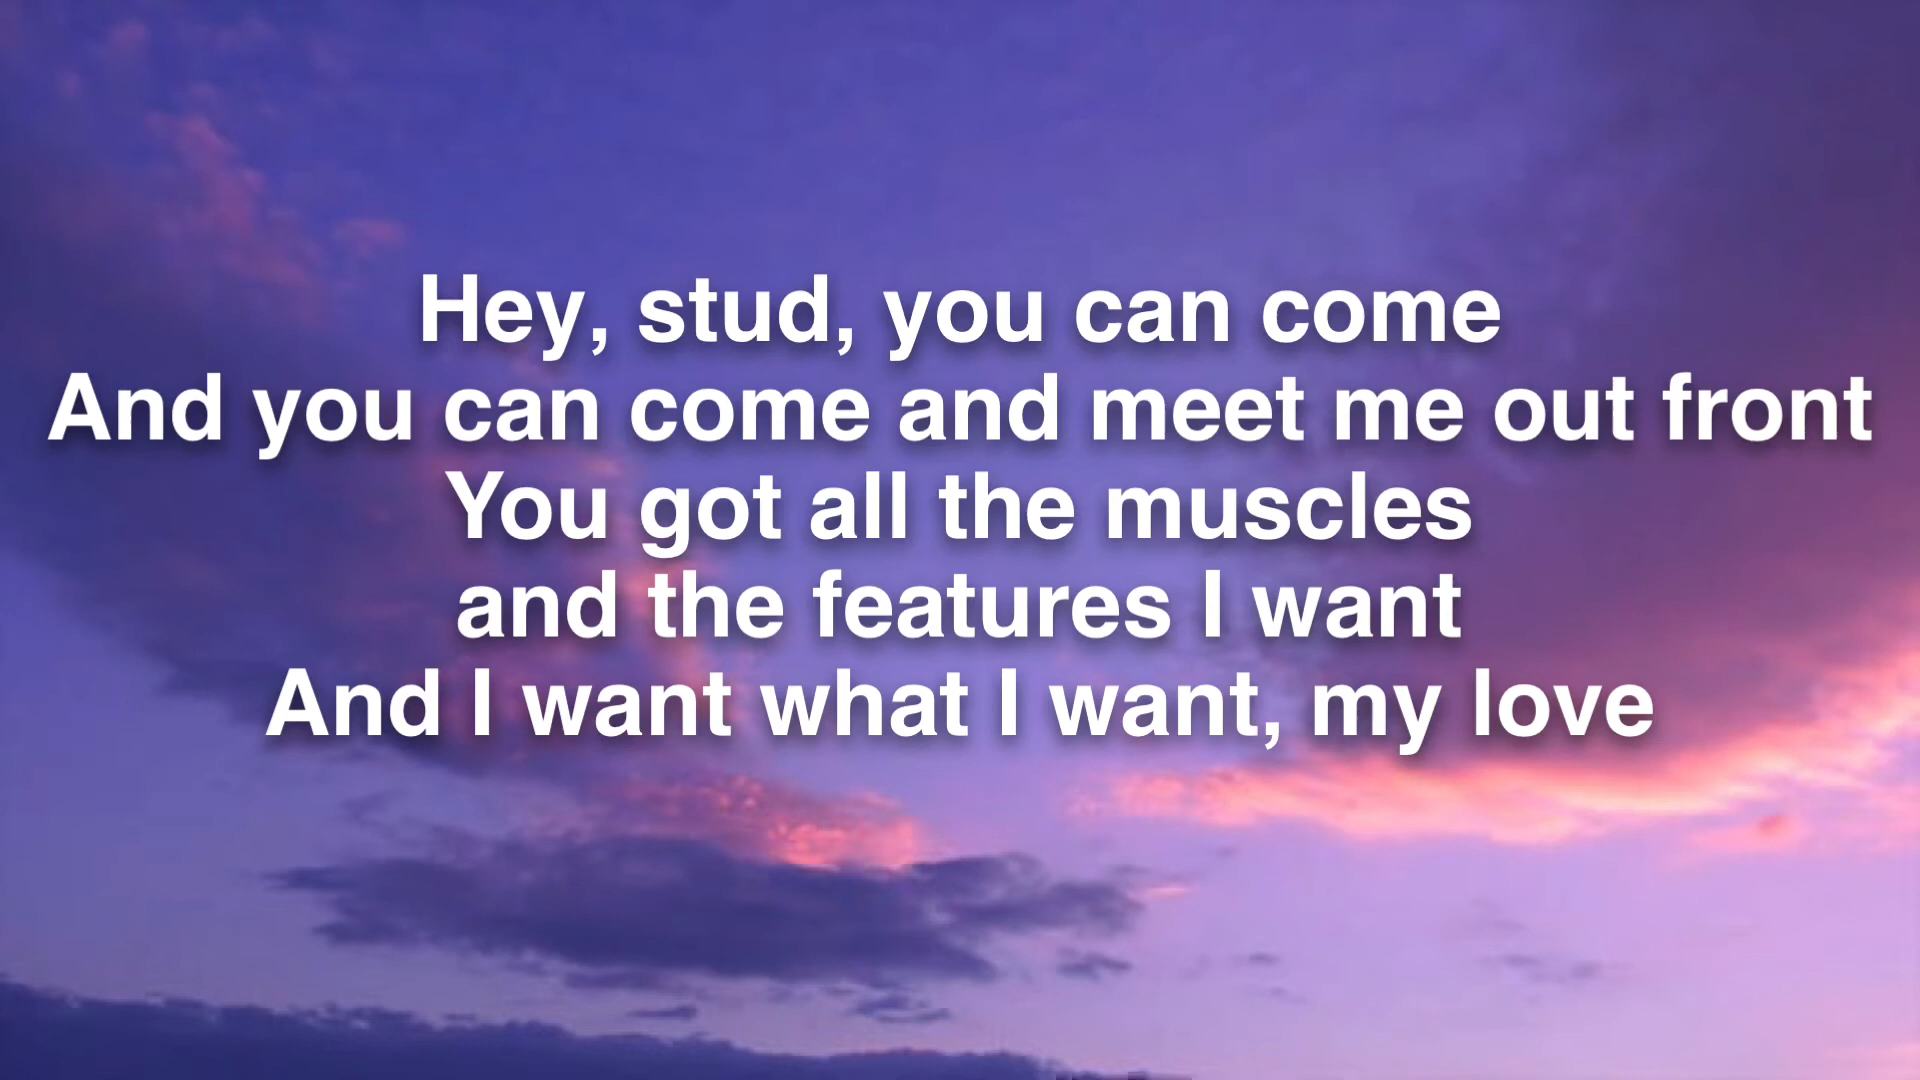 Hey, stud, you can come
And you can come and meet me out front
You got all the muscles
and the features I want
And I want what I want, my love